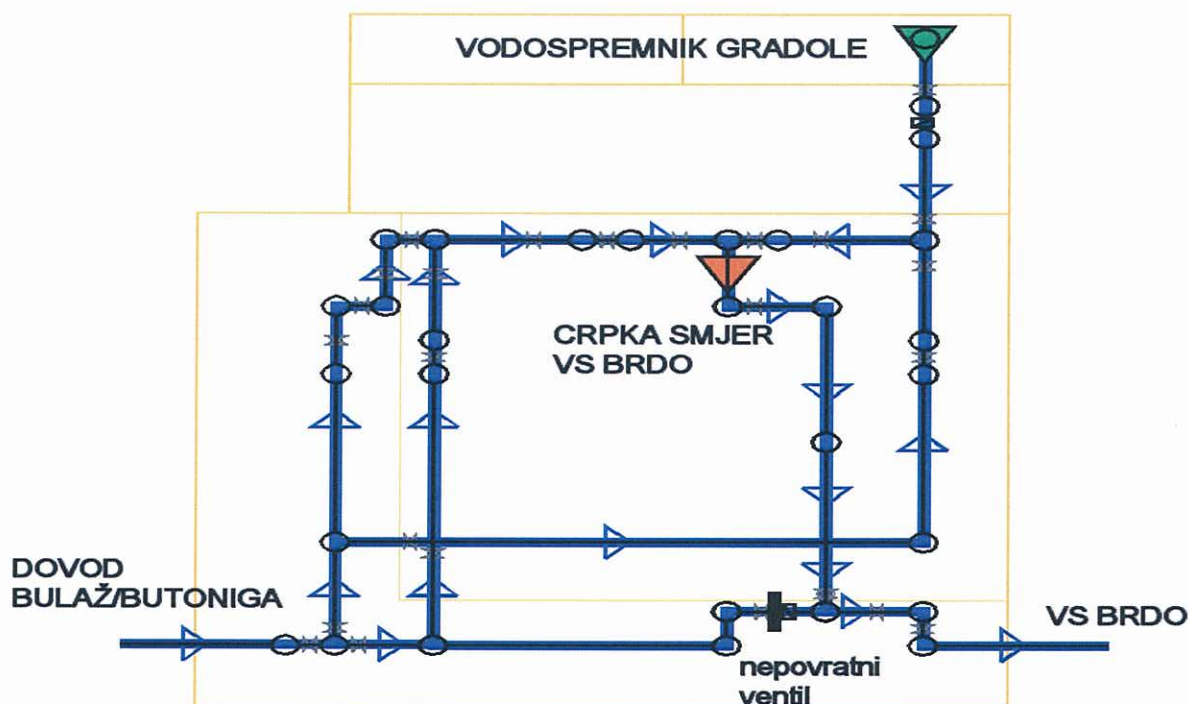 VODOSPREMNIK GRADOLE
CRPKA SMJER
VS BRDO
DOVOD
BULAŽ/BUTONIGA
VS BRDO
nepovratni
ventil